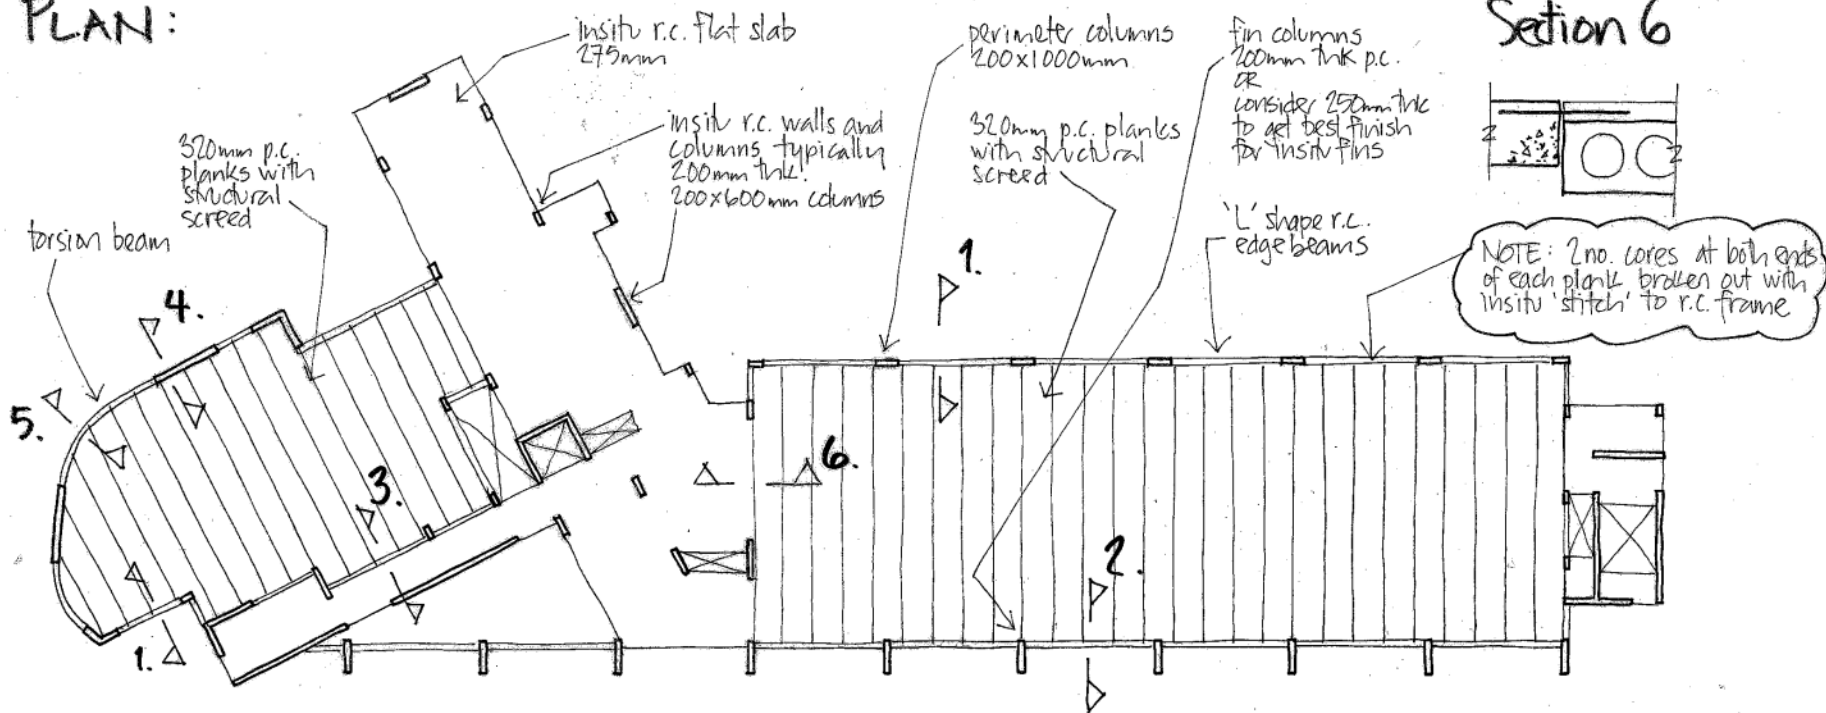 PLAN:
insitu r.c. flat slab
275mm
perimeter columns
200x1000mm
fin columns
200mm thk p.c.
OR
consider 250mm thk
to get best finish
for insitu fins
Section 6
320mm p.c.
planks with
structural
screed
insitu r.c. walls and
columns typically
200mm thk.
200x600mm columns
320mm p.c. planks
with structural
screed
torsion beam
'L' shape r.c.
edge beams
NOTE: 2 no. cores at both ends
of each plank broken out with
insitu 'stitch' to r.c. frame
1.
4.
5.
3.
6.
2.
1.